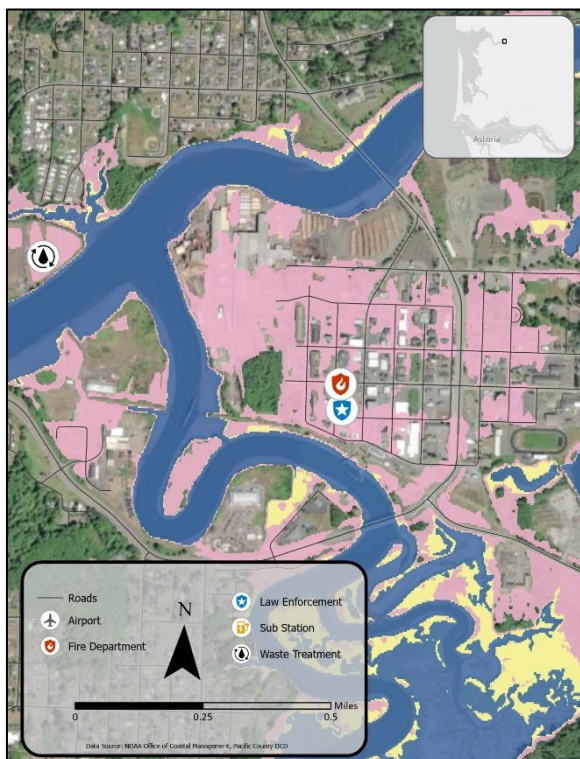 Astoria
Roads
Airport
Fire Department
N
Law Enforcement
Sub Station
Waste Treatment
Miles
0 0.25 0.5
Data Source: NOAA Office of Coastal Management, Pacific County DCD